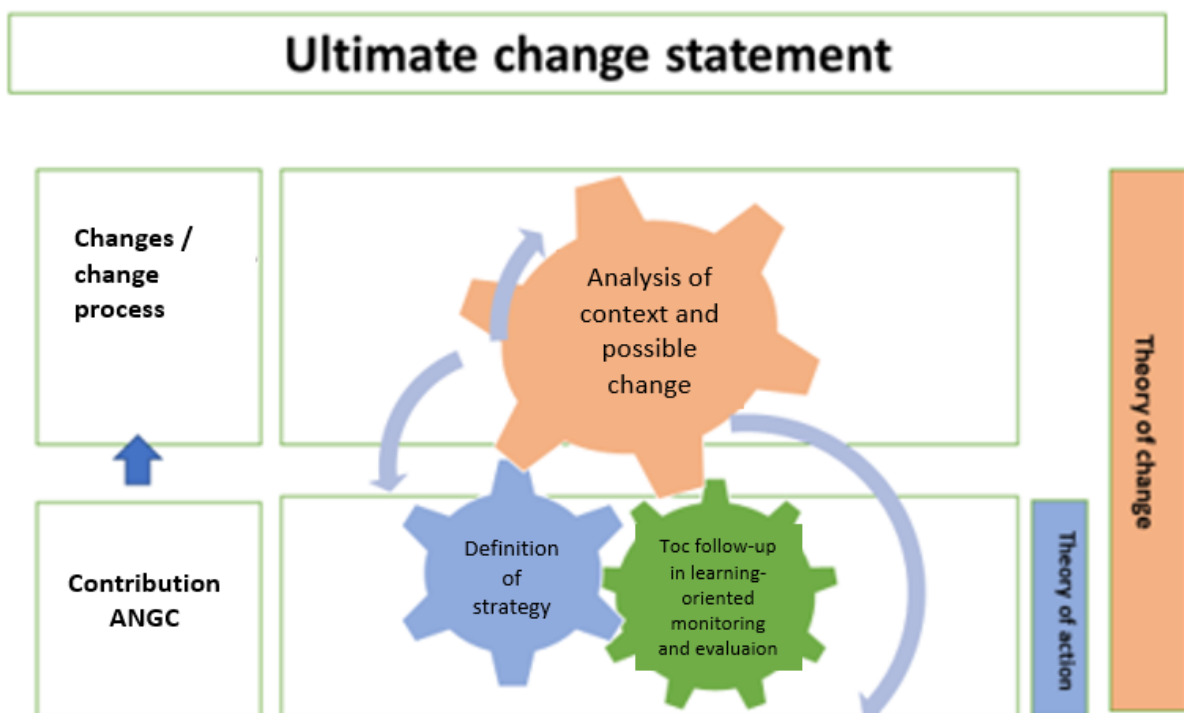 Ultimate change statement
Changes /
change
process
Analysis of
context and
possible
change
Theory of change
Contribution
ANGC
Definition
of
strategy
Toc follow-up
in learning-
oriented
monitoring
and evaluaion
Theory of action